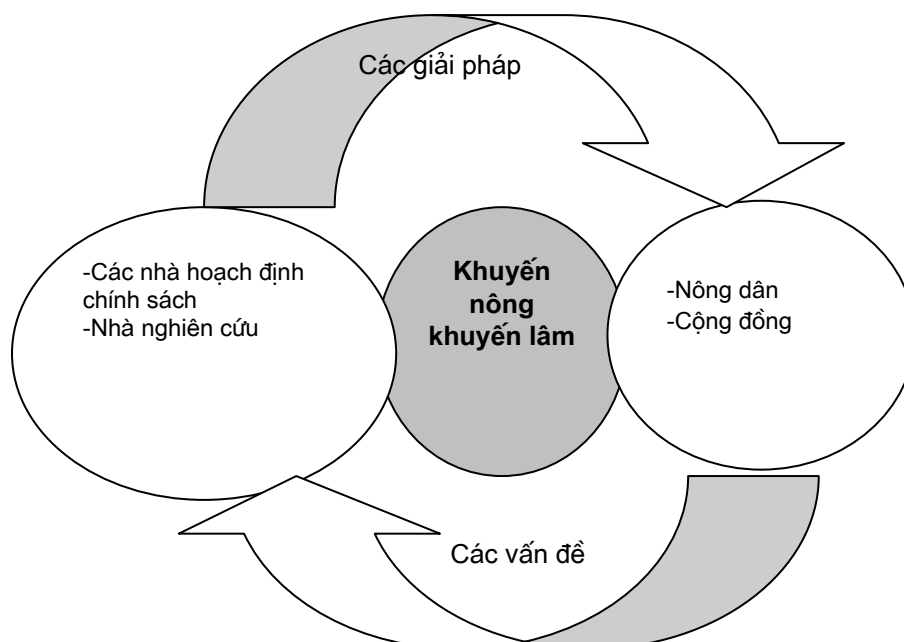 Các giải pháp
-Các nhà hoạch định
chính sách
-Nhà nghiên cứu
Khuyến
nông
khuyến lâm
-Nông dân
-Cộng đồng
Các vấn đề